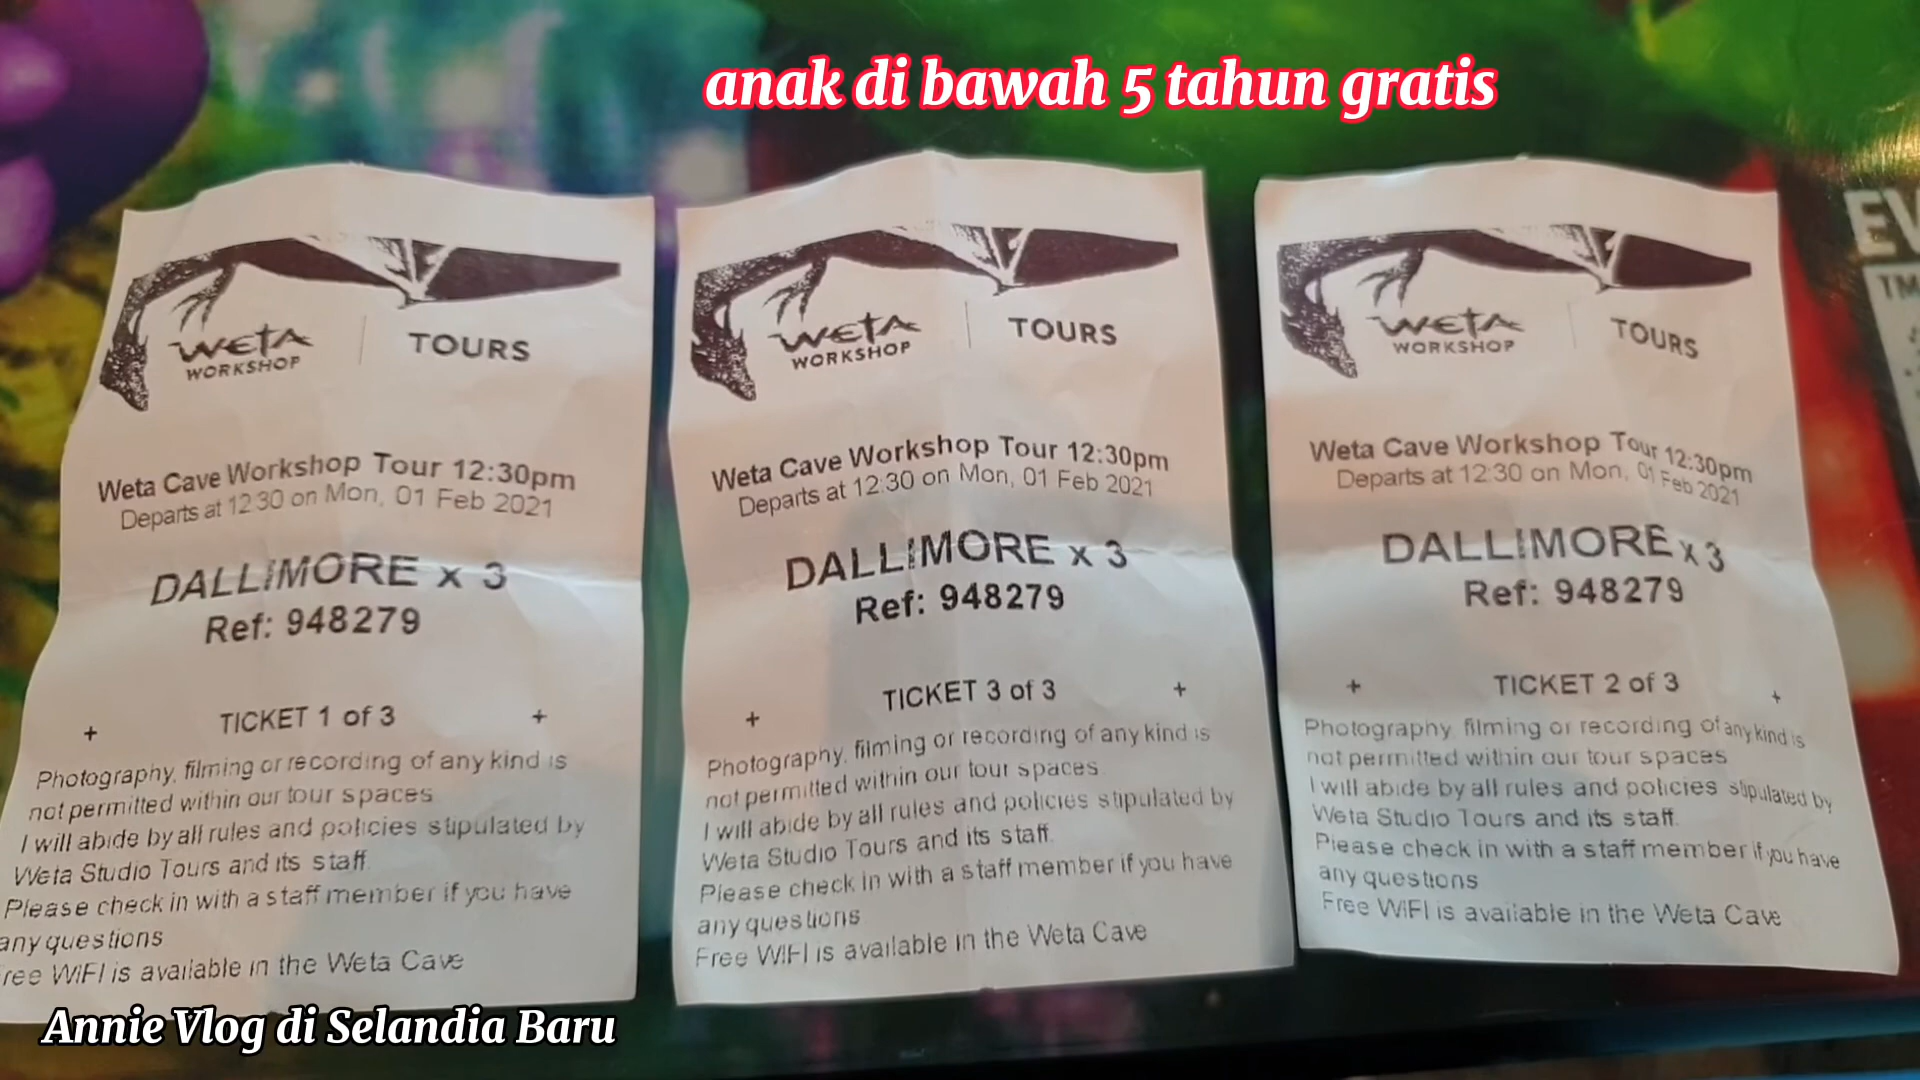 anak di bawah 5 tahun gratis
WETA
WORKSHOP
TOURS
Weta Cave Workshop Tour 12:30pm
Departs at 12:30 on Mon, 01 Feb 2021
DALLIMORE x 3
Ref: 948279
+ TICKET 1 of 3 +
Photography, filming or recording of any kind is
not permitted within our tour spaces
I will abide by all rules and policies stipulated by
Weta Studio Tours and its staff.
Please check in with a staff member if you have
any questions
ree WiFI is available in the Weta Cave
WETA
WORKSHOP
TOURS
Weta Cave Workshop Tour 12:30pm
Departs at 12:30 on Mon, 01 Feb 2021
DALLIMORE x 3
Ref: 948279
+ TICKET 3 of 3 +
Photography, filming or recording of any kind is
not permitted within our tour spaces
I will abide by all rules and policies stipulated by
Weta Studio Tours and its staff.
Please check in with a staff member if you have
any questions
Free WIFI is available in the Weta Cave
WETA
WORKSHOP
TOURS
Weta Cave Workshop Tour 12:30pm
Departs at 12:30 on Mon, 01 Feb 2021
DALLIMORE x 3
Ref: 948279
+ TICKET 2 of 3 +
Photography, filming or recording of any kind is
not permitted within our tour spaces
I will abide by all rules and policies stipulated by
Weta Studio Tours and its staff.
Please check in with a staff member if you have
any questions
Free WiFI is available in the Weta Cave
EV
TM
Annie Vlog di Selandia Baru